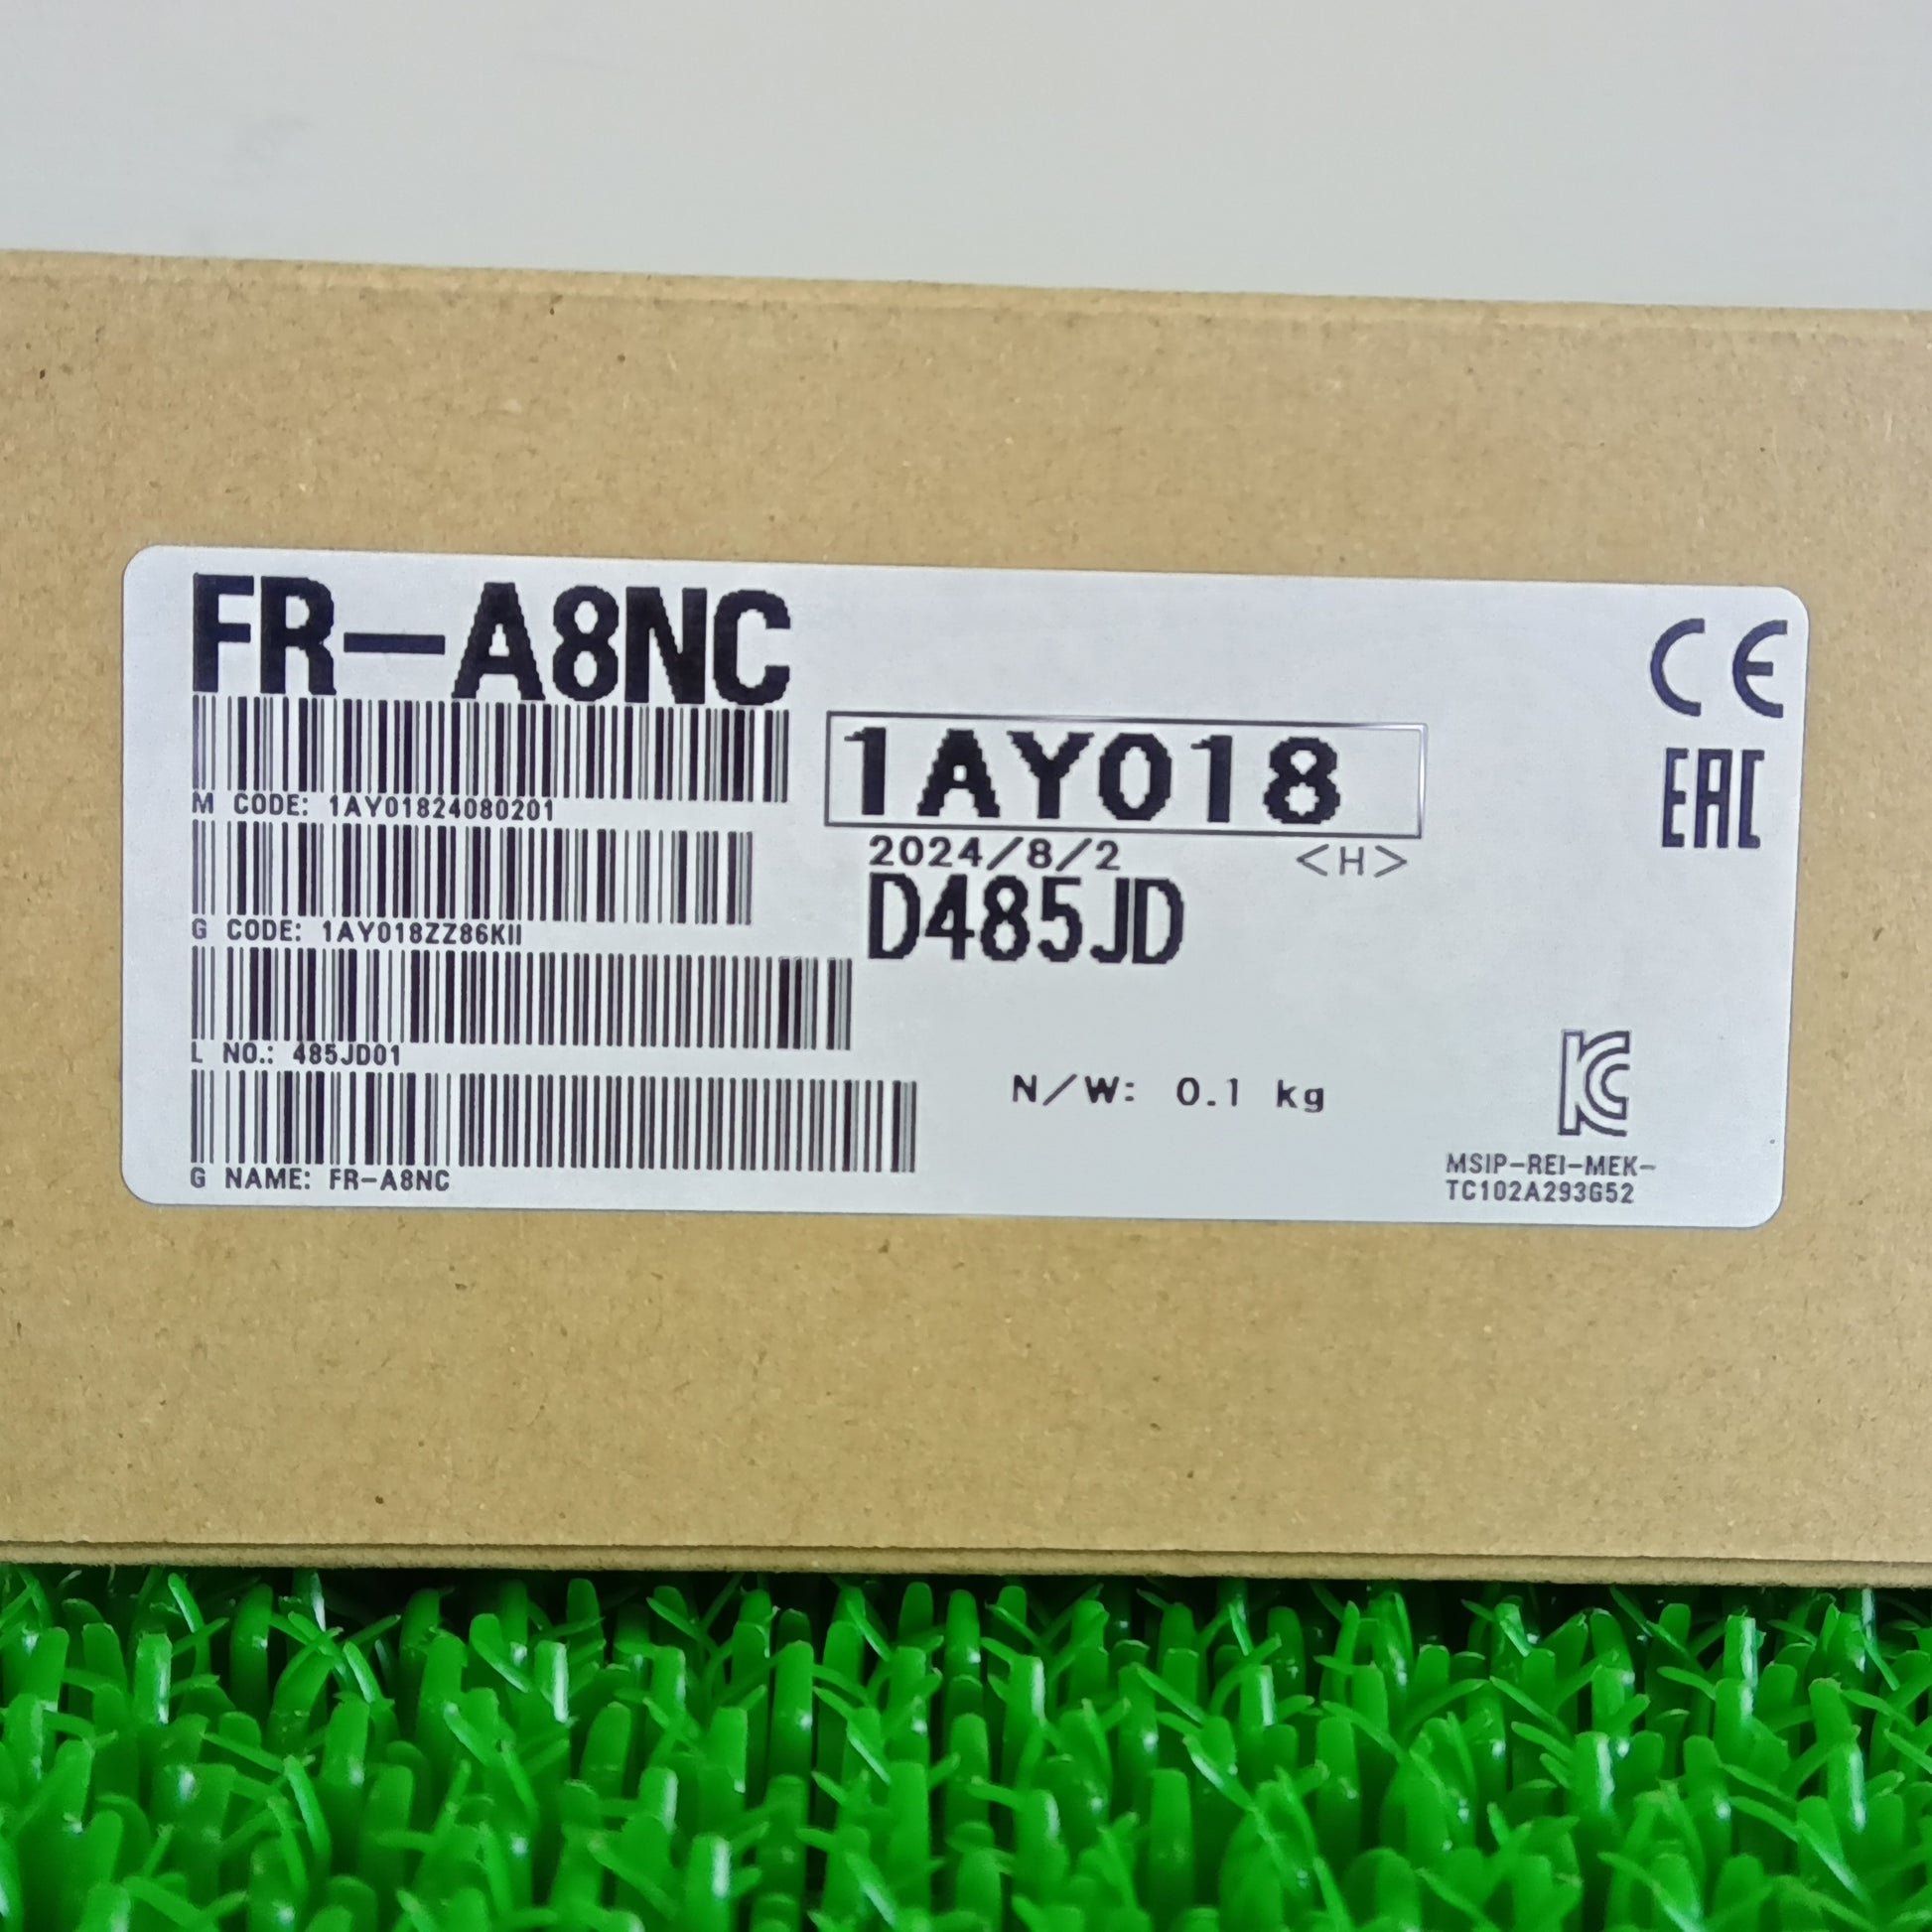 FR-A8NC
M CODE: 1AY01824080201
G CODE: 1AY018ZZ86KII
L NO.: 485JD01
G NAME: FR-A8NC
1AY018
2024/8/2 <H>
D485JD
N/W: 0.1 kg
CE
EAC
KC
MSIP-REI-MEK-
TC102A293G52